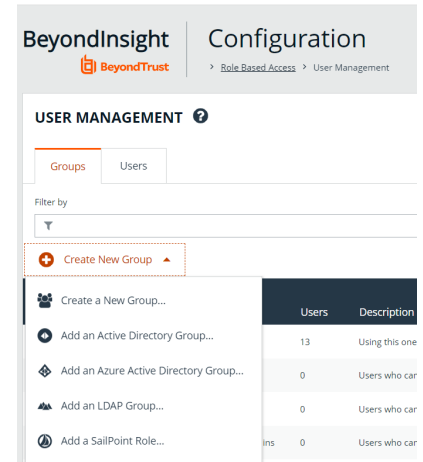 BeyondInsight
BeyondTrust
Configuration
> Role Based Access > User Management
USER MANAGEMENT ?
Groups Users
Filter by
Create New Group
Create a New Group...
Add an Active Directory Group...
Add an Azure Active Directory Group...
Add an LDAP Group...
Add a SailPoint Role...
Users Description
13 Using this one
0 Users who can
0 Users who can
ins 0 Users who can